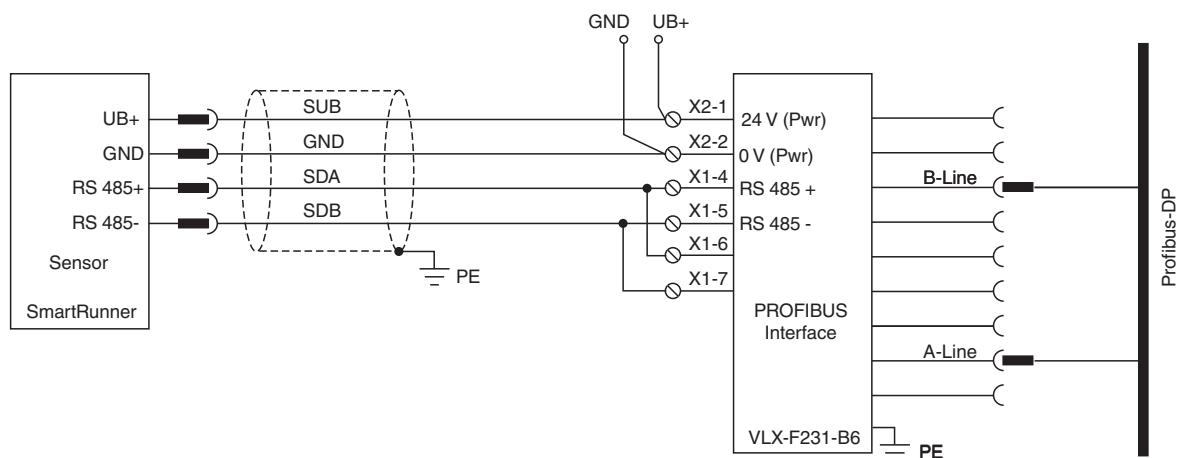 GND UB+
UB+ SUB X2-1 24 V (Pwr)
GND GND X2-2 0 V (Pwr)
RS 485+ SDA X1-4 RS 485 + B-Line
RS 485- SDB X1-5 RS 485 -
X1-6
Sensor PE X1-7
SmartRunner
PROFIBUS
Interface
A-Line
VLX-F231-B6
PE
Profibus-DP